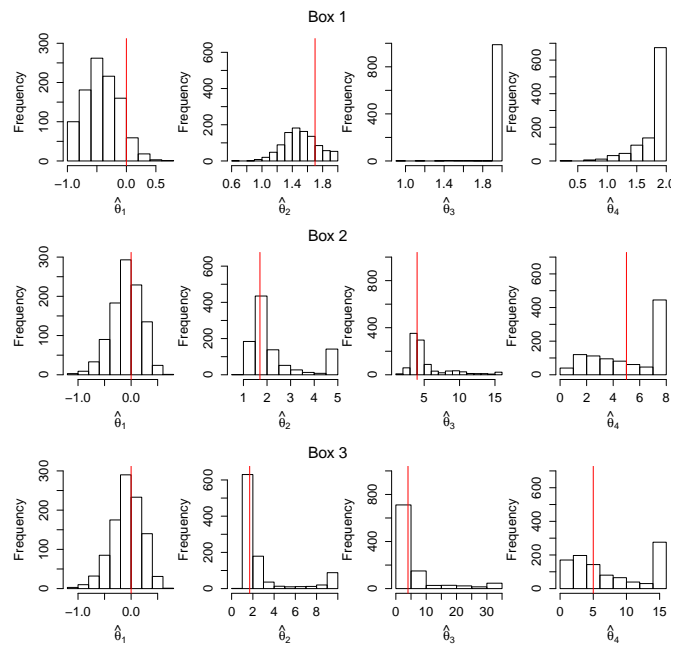 Box 1
Frequency
0 100 200 300
-1.0 0.0 0.5
θ̂1
Frequency
0 200 400 600
0.6 1.0 1.4 1.8
θ̂2
Frequency
0 400 800
1.0 1.4 1.8
θ̂3
Frequency
0 200 400 600
0.5 1.0 1.5 2.0
θ̂4
Box 2
Frequency
0 100 200 300
-1.0 0.0
θ̂1
Frequency
0 200 400 600
1 2 3 4 5
θ̂2
Frequency
0 400 800
5 10 15
θ̂3
Frequency
0 200 400 600
0 2 4 6 8
θ̂4
Box 3
Frequency
0 100 200 300
-1.0 0.0
θ̂1
Frequency
0 200 400 600
0 2 4 6 8
θ̂2
Frequency
0 400 800
0 10 20 30
θ̂3
Frequency
0 200 400 600
0 5 10 15
θ̂4